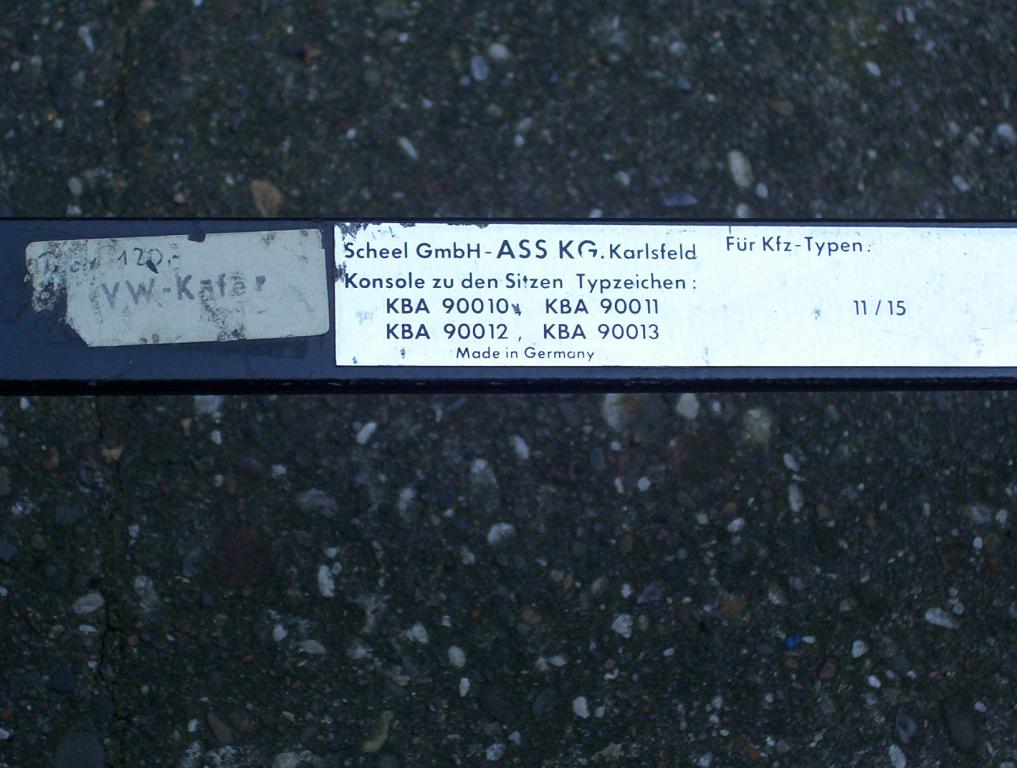 120,-
VW-Käfer
Scheel GmbH - ASS KG. Karlsfeld
Konsole zu den Sitzen Typzeichen:
KBA 90010, KBA 90011
KBA 90012, KBA 90013
Made in Germany
Für Kfz-Typen:
11/15